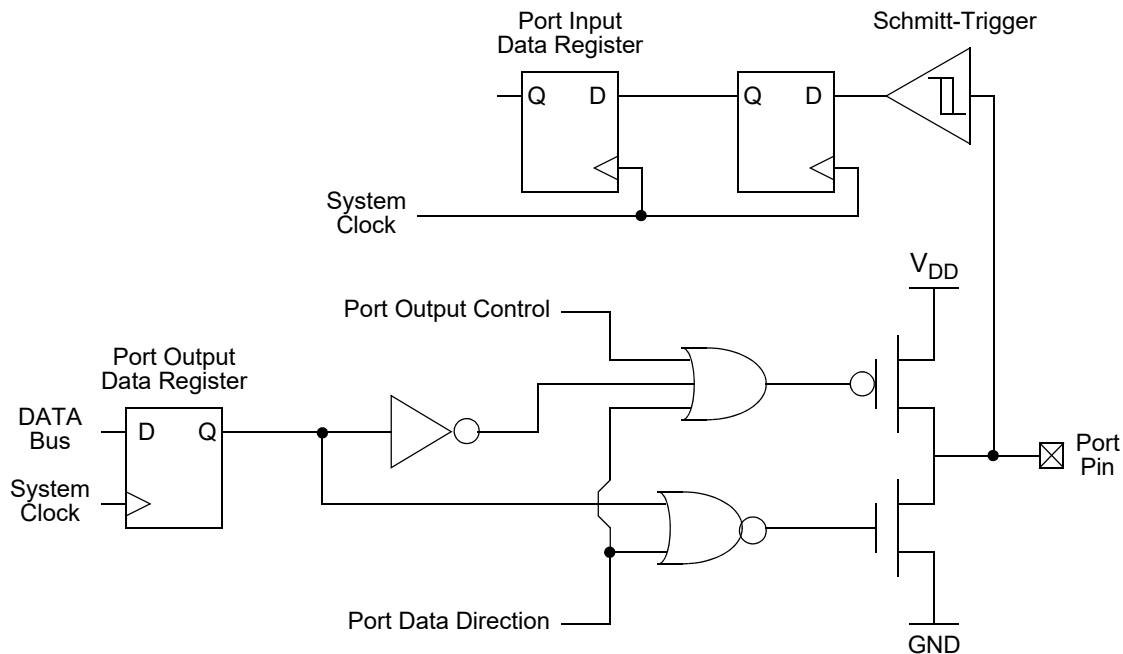 Port Input
Data Register
Schmitt-Trigger
Q D
Q D
System
Clock
VDD
Port Output Control
Port Output
Data Register
DATA
Bus
D Q
System
Clock
Port
Pin
Port Data Direction
GND